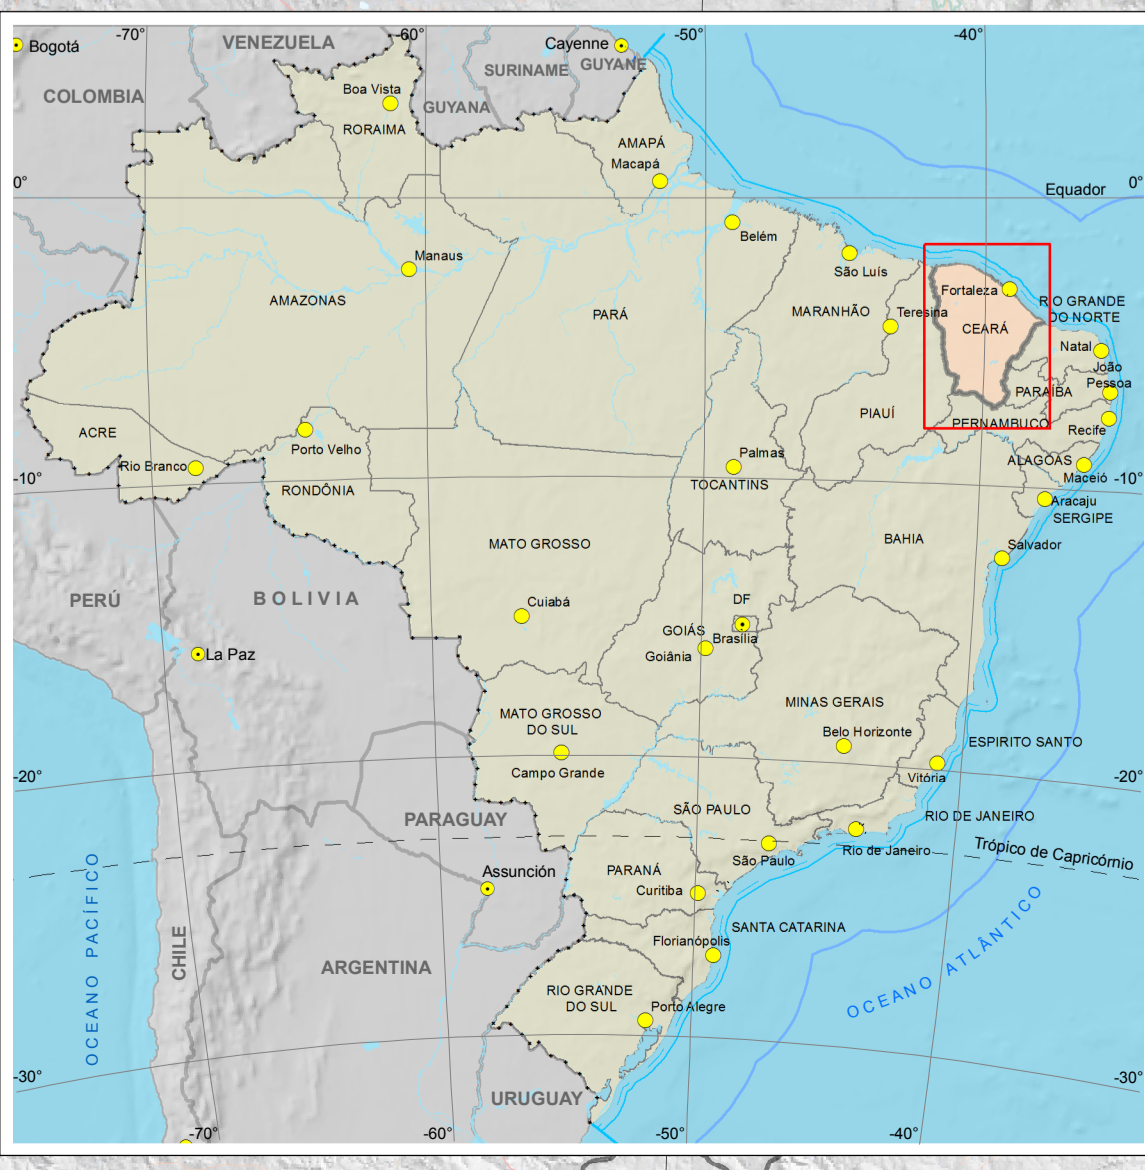 -70°
-60°
-50°
-40°
Bogotá
VENEZUELA
Cayenne
GUYANE
SURINAME
COLOMBIA
Boa Vista
GUYANA
RORAIMA
AMAPÁ
Macapá
0°
0°
Equador
Belém
Manaus
São Luís
AMAZONAS
Fortaleza
RIO GRANDE
DO NORTE
PARÁ
MARANHÃO
Teresina
CEARÁ
Natal
João
Pessoa
PARAÍBA
PIAUÍ
PERNAMBUCO
Recife
ACRE
Porto Velho
Palmas
ALAGOAS
Rio Branco
Maceió
-10°
-10°
RONDÔNIA
TOCANTINS
Aracaju
SERGIPE
MATO GROSSO
BAHIA
Salvador
PERÚ
BOLIVIA
Cuiabá
DF
GOIÁS
Brasília
Goiânia
La Paz
MINAS GERAIS
MATO GROSSO
DO SUL
Belo Horizonte
ESPIRITO SANTO
Campo Grande
Vitória
-20°
-20°
SÃO PAULO
PARAGUAY
RIO DE JANEIRO
Trópico de Capricórnio
São Paulo
Rio de Janeiro
Assunción
PARANÁ
Curitiba
OCEANO PACÍFICO
CHILE
SANTA CATARINA
Florianópolis
OCEANO ATLÂNTICO
ARGENTINA
RIO GRANDE
DO SUL
Porto Alegre
-30°
-30°
URUGUAY
-70°
-60°
-50°
-40°